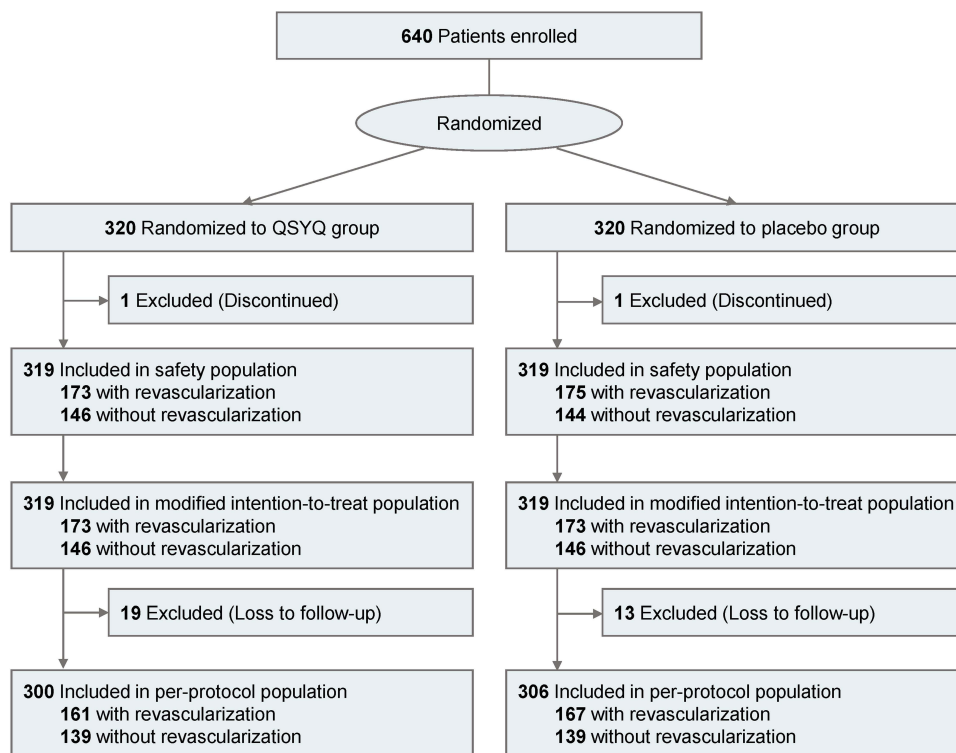 640 Patients enrolled
Randomized
320 Randomized to QSYQ group
1 Excluded (Discontinued)
319 Included in safety population
173 with revascularization
146 without revascularization
319 Included in modified intention-to-treat population
173 with revascularization
146 without revascularization
19 Excluded (Loss to follow-up)
300 Included in per-protocol population
161 with revascularization
139 without revascularization
320 Randomized to placebo group
1 Excluded (Discontinued)
319 Included in safety population
175 with revascularization
144 without revascularization
319 Included in modified intention-to-treat population
173 with revascularization
146 without revascularization
13 Excluded (Loss to follow-up)
306 Included in per-protocol population
167 with revascularization
139 without revascularization